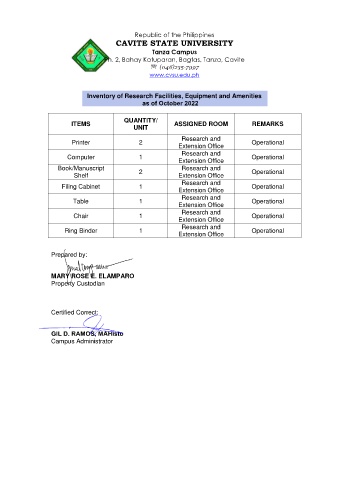 Republic of the Philippines
CAVITE STATE UNIVERSITY
Tanza Campus
Ph. 2, Bahay Katuparan, Bagtas, Tanza, Cavite
www.cvsu.edu.ph
Inventory of Research Facilities, Equipment and Amenities
as of October 2022
ITEMS QUANTITY/ UNIT ASSIGNED ROOM REMARKS
Printer 2 Research and Extension Office Operational
Computer 1 Research and Extension Office Operational
Book/Manuscript Shelf 2 Research and Extension Office Operational
Filing Cabinet 1 Research and Extension Office Operational
Table 1 Research and Extension Office Operational
Chair 1 Research and Extension Office Operational
Ring Binder 1 Research and Extension Office Operational
Prepared by:
MARY ROSE E. ELAMPARO
Property Custodian
Certified Correct:
GIL D. RAMOS, MAHisto
Campus Administrator